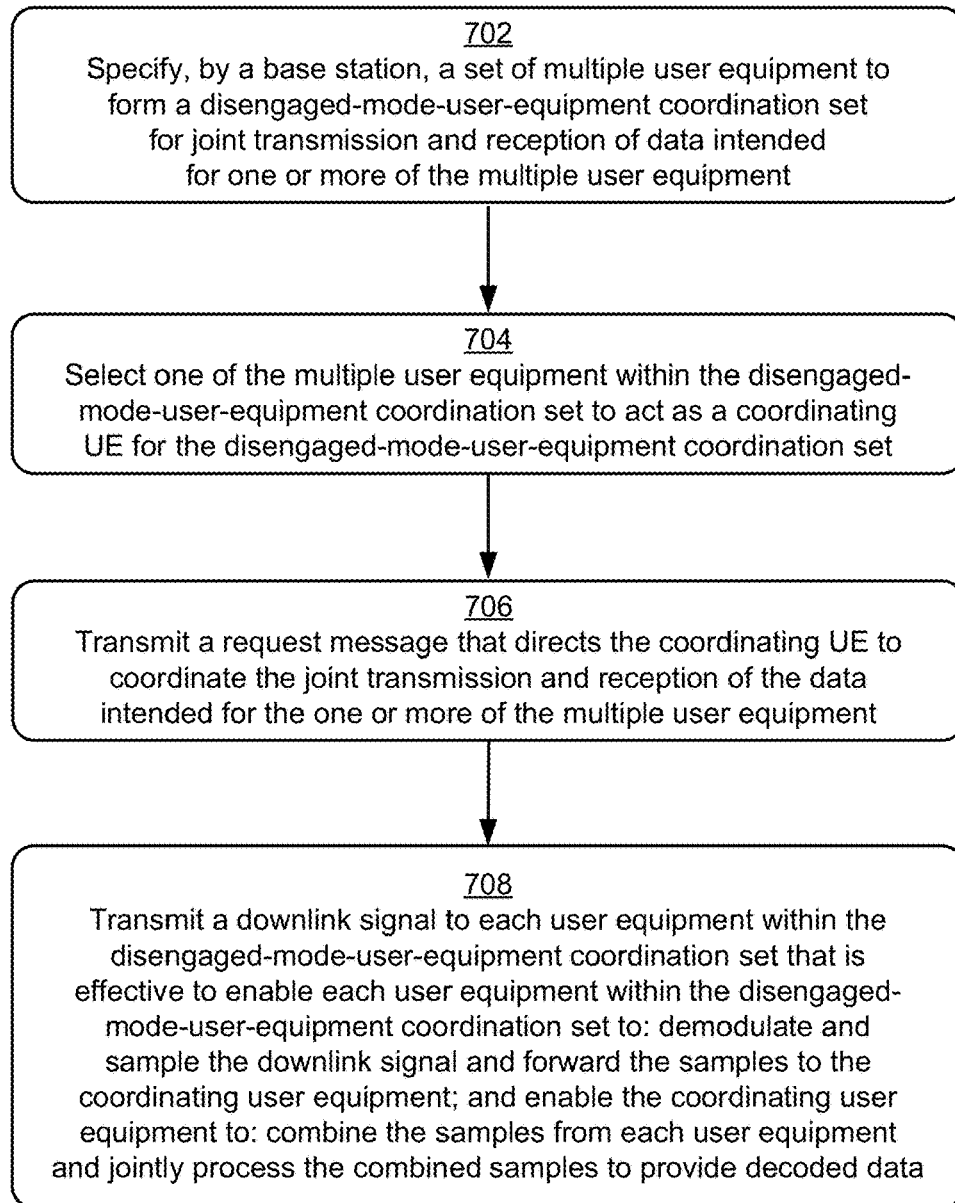 702
Specify, by a base station, a set of multiple user equipment to
form a disengaged-mode-user-equipment coordination set
for joint transmission and reception of data intended
for one or more of the multiple user equipment
704
Select one of the multiple user equipment within the disengaged-
mode-user-equipment coordination set to act as a coordinating
UE for the disengaged-mode-user-equipment coordination set
706
Transmit a request message that directs the coordinating UE to
coordinate the joint transmission and reception of the data
intended for the one or more of the multiple user equipment
708
Transmit a downlink signal to each user equipment within the
disengaged-mode-user-equipment coordination set that is
effective to enable each user equipment within the disengaged-
mode-user-equipment coordination set to: demodulate and
sample the downlink signal and forward the samples to the
coordinating user equipment; and enable the coordinating user
equipment to: combine the samples from each user equipment
and jointly process the combined samples to provide decoded data